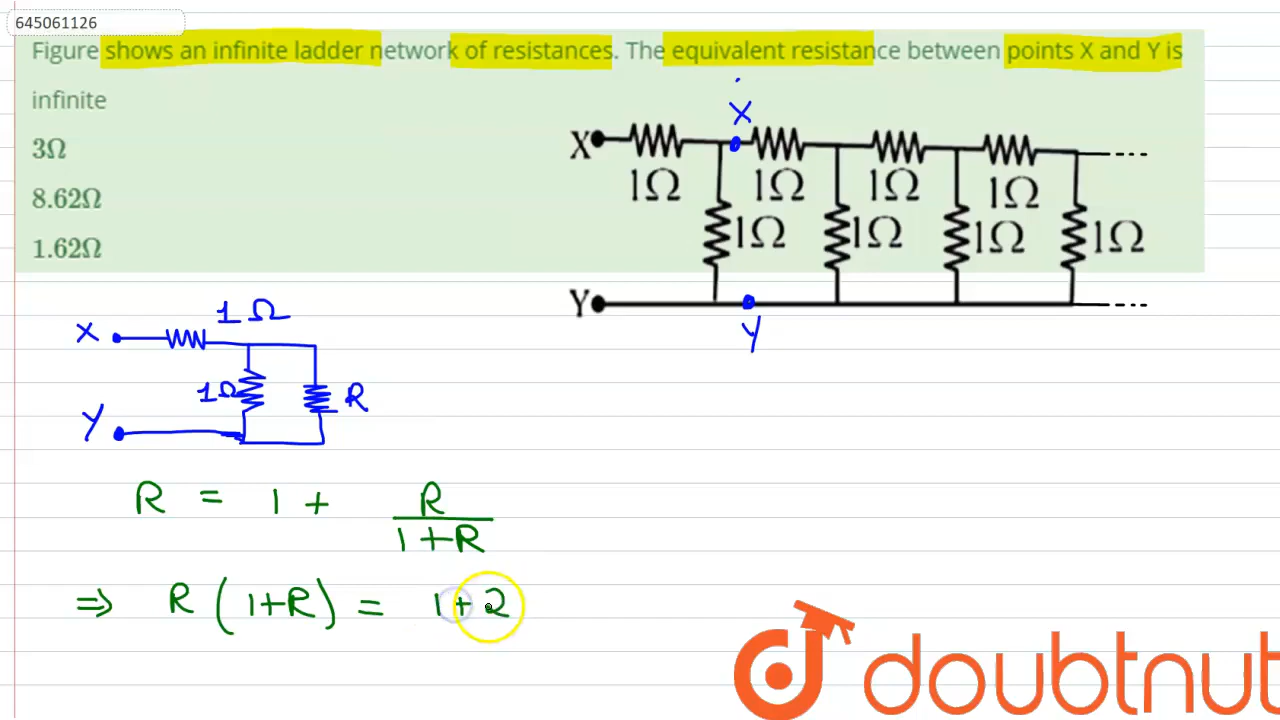 645061126
Figure shows an infinite ladder network of resistances. The equivalent resistance between points X and Y is
infinite
3Ω
8.62Ω
1.62Ω
X
X
1Ω 1Ω 1Ω 1Ω
1Ω 1Ω 1Ω 1Ω
Y
Y
1Ω
X
1Ω R
Y
R = 1 + R
1+R
⇒ R (1+R) = 1+2
doubtnut